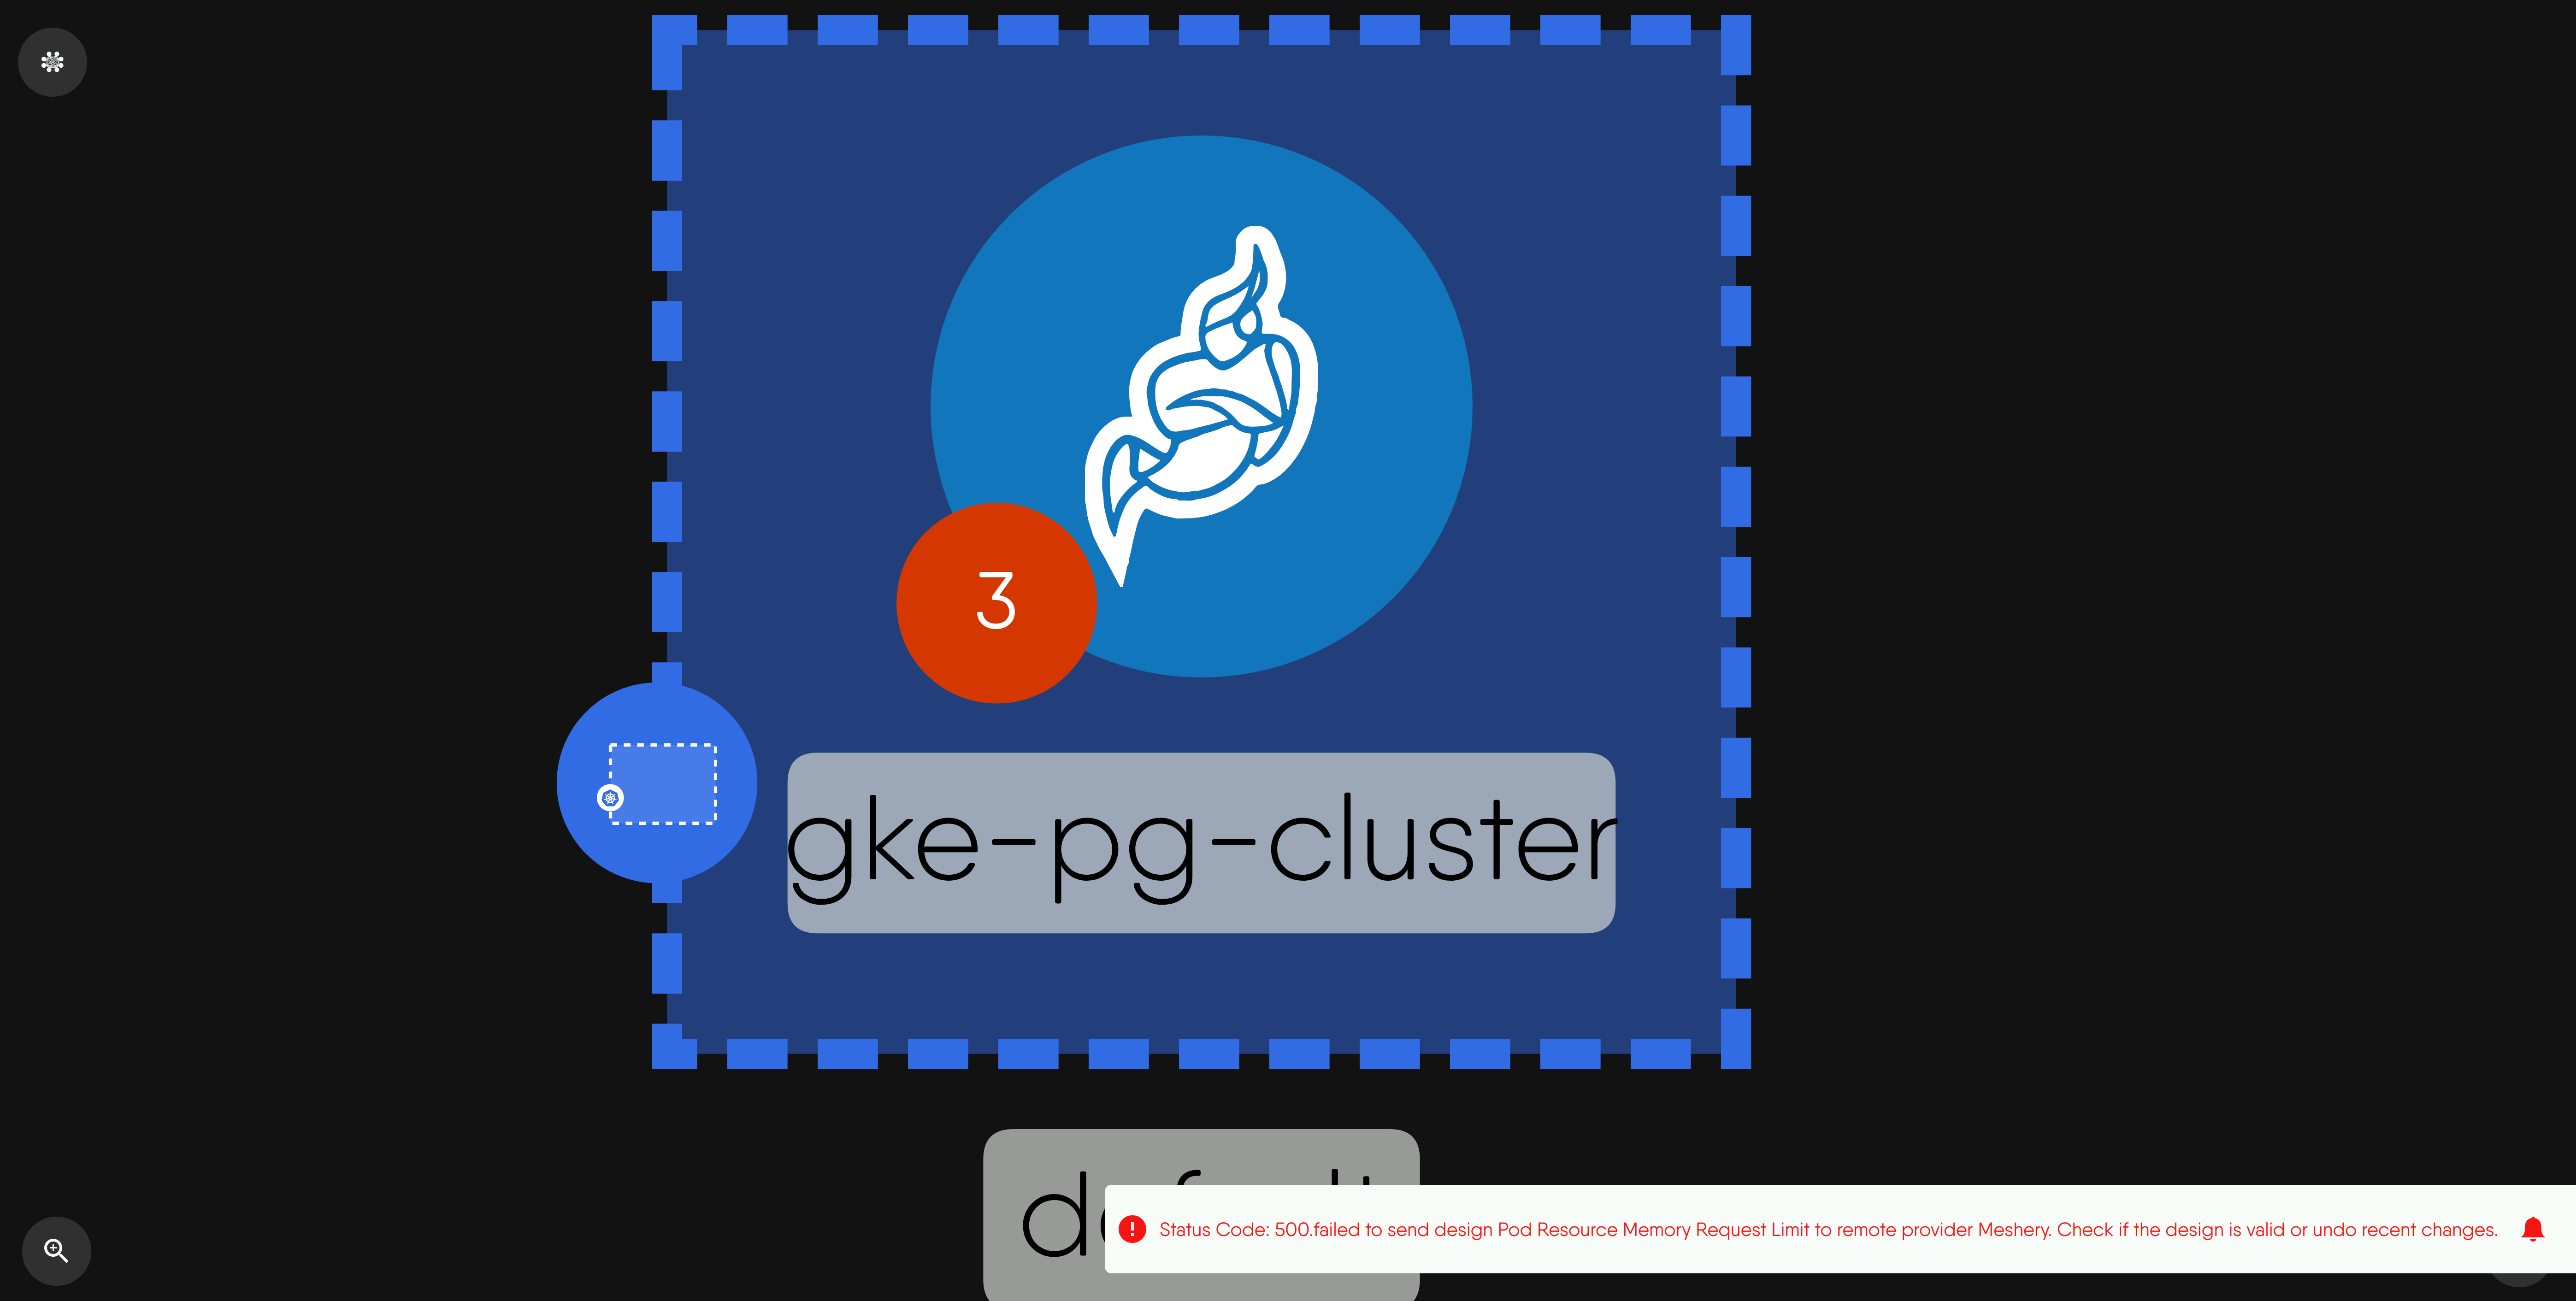 3
gke-pg-cluster
Status Code: 500.failed to send design Pod Resource Memory Request Limit to remote provider Meshery. Check if the design is valid or undo recent changes.